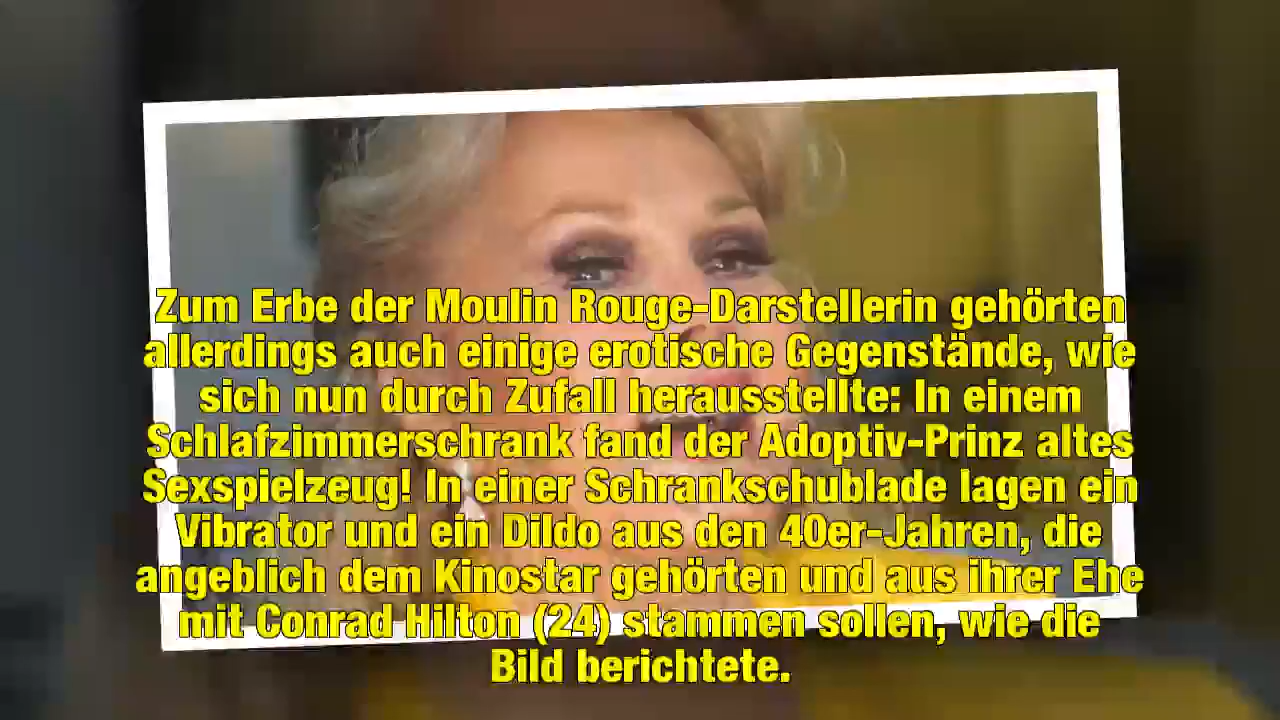 Zum Erbe der Moulin Rouge-Darstellerin gehörten
allerdings auch einige erotische Gegenstände, wie
sich nun durch Zufall herausstellte: In einem
Schlafzimmerschrank fand der Adoptiv-Prinz altes
Sexspielzeug! In einer Schrankschublade lagen ein
Vibrator und ein Dildo aus den 40er-Jahren, die
angeblich dem Kinostar gehörten und aus ihrer Ehe
mit Conrad Hilton (24) stammen sollen, wie die
Bild berichtete.